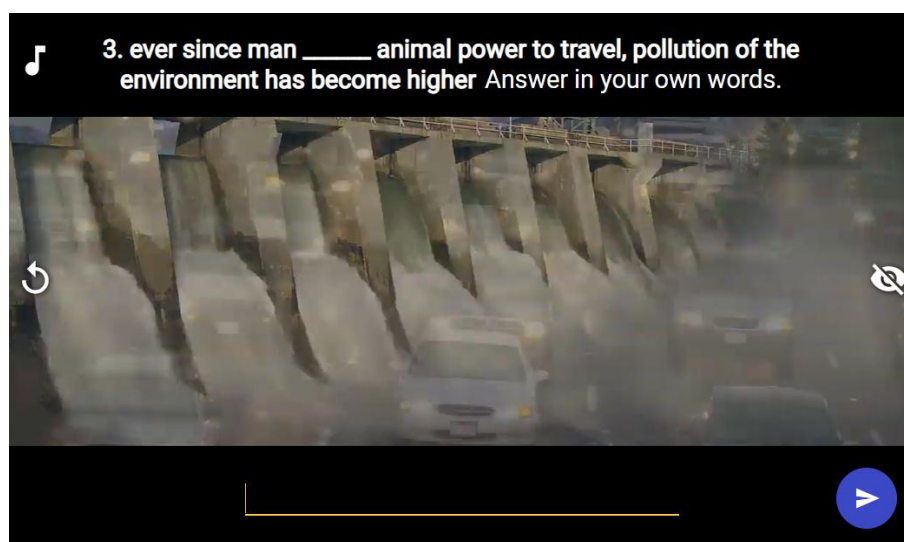 3. ever since man ______ animal power to travel, pollution of the
environment has become higher Answer in your own words.